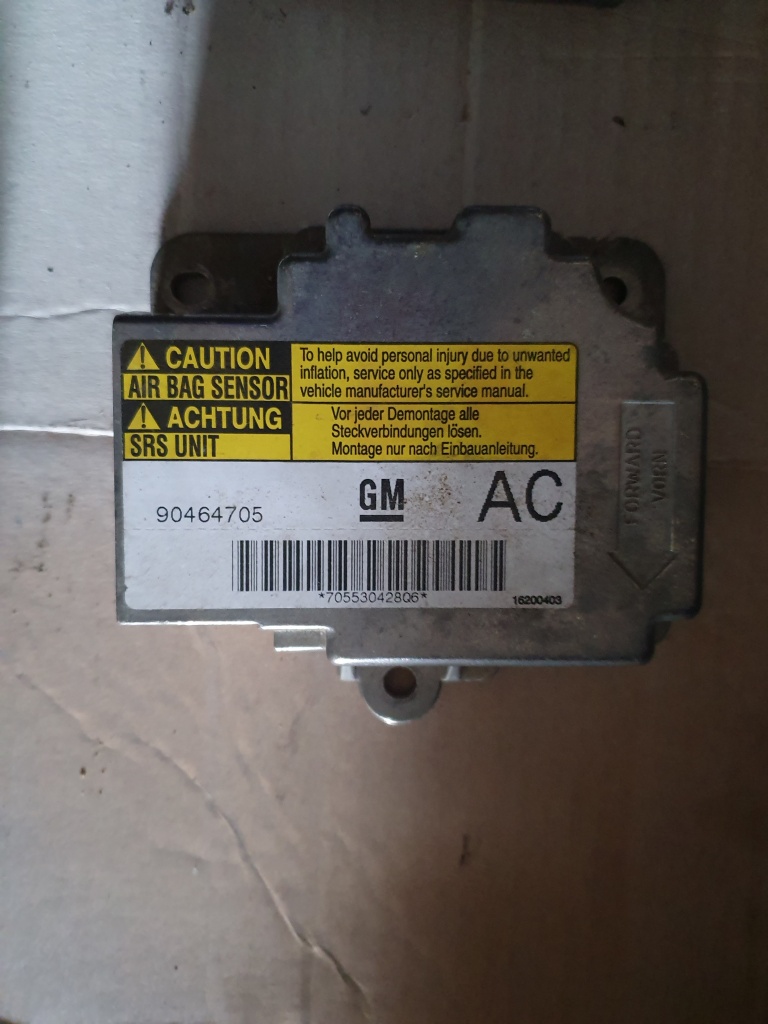 CAUTION
AIR BAG SENSOR
To help avoid personal injury due to unwanted
inflation, service only as specified in the
vehicle manufacturer's service manual.
ACHTUNG
SRS UNIT
Vor jeder Demontage alle
Steckverbindungen lösen.
Montage nur nach Einbauanleitung.
90464705
GM
AC
*705530428Q6*
16200403
FORWARD
VORN